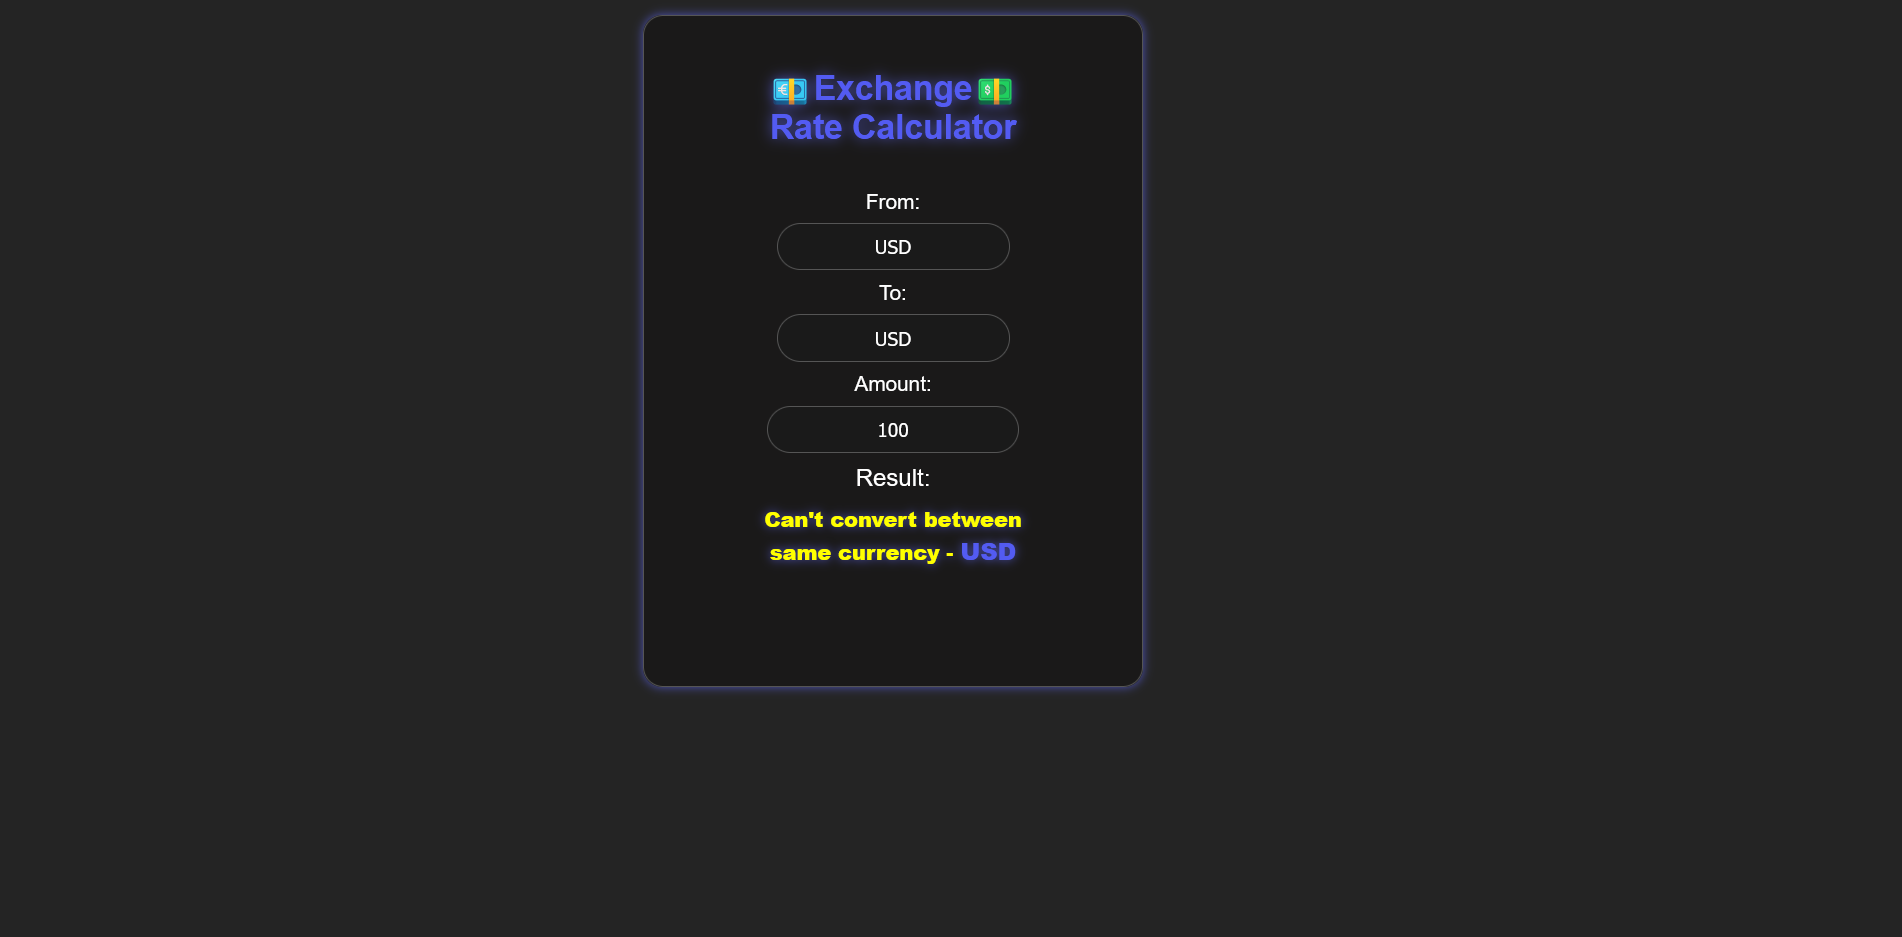 💶 Exchange 💵
Rate Calculator
From:
USD
To:
USD
Amount:
100
Result:
Can't convert between
same currency - USD